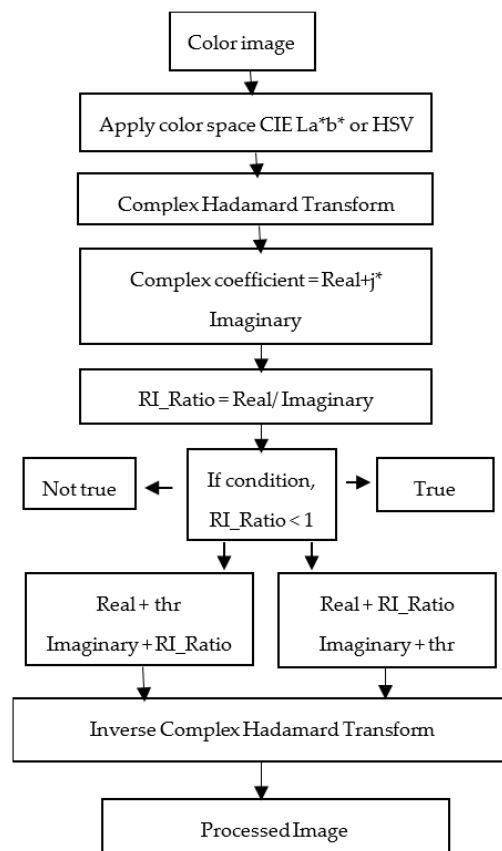 Color image
Apply color space CIE La*b* or HSV
Complex Hadamard Transform
Complex coefficient = Real+j*
Imaginary
RI_Ratio = Real/ Imaginary
Not true
If condition,
RI_Ratio < 1
True
Real + thr
Imaginary + RI_Ratio
Real + RI_Ratio
Imaginary + thr
Inverse Complex Hadamard Transform
Processed Image